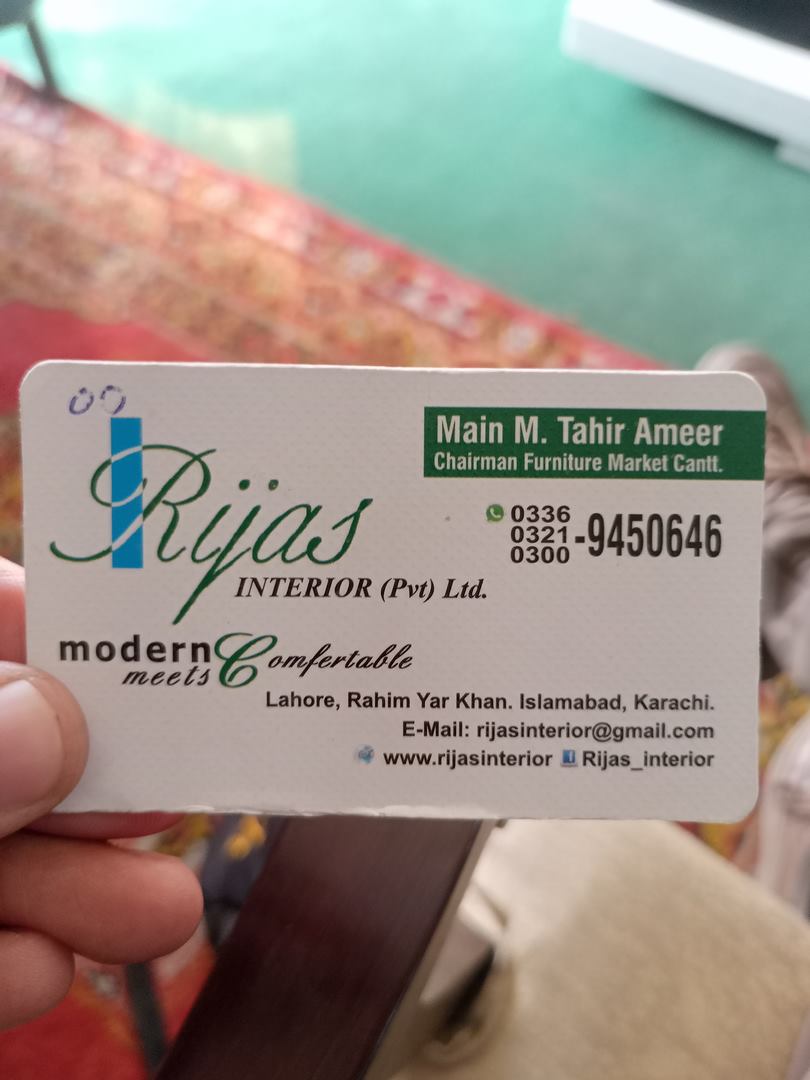 Rijas
INTERIOR (Pvt) Ltd.
modern Comfertable
meets
Main M. Tahir Ameer
Chairman Furniture Market Cantt.
0336
0321-9450646
0300
Lahore, Rahim Yar Khan. Islamabad, Karachi.
E-Mail: rijasinterior@gmail.com
www.rijasinterior Rijas_interior